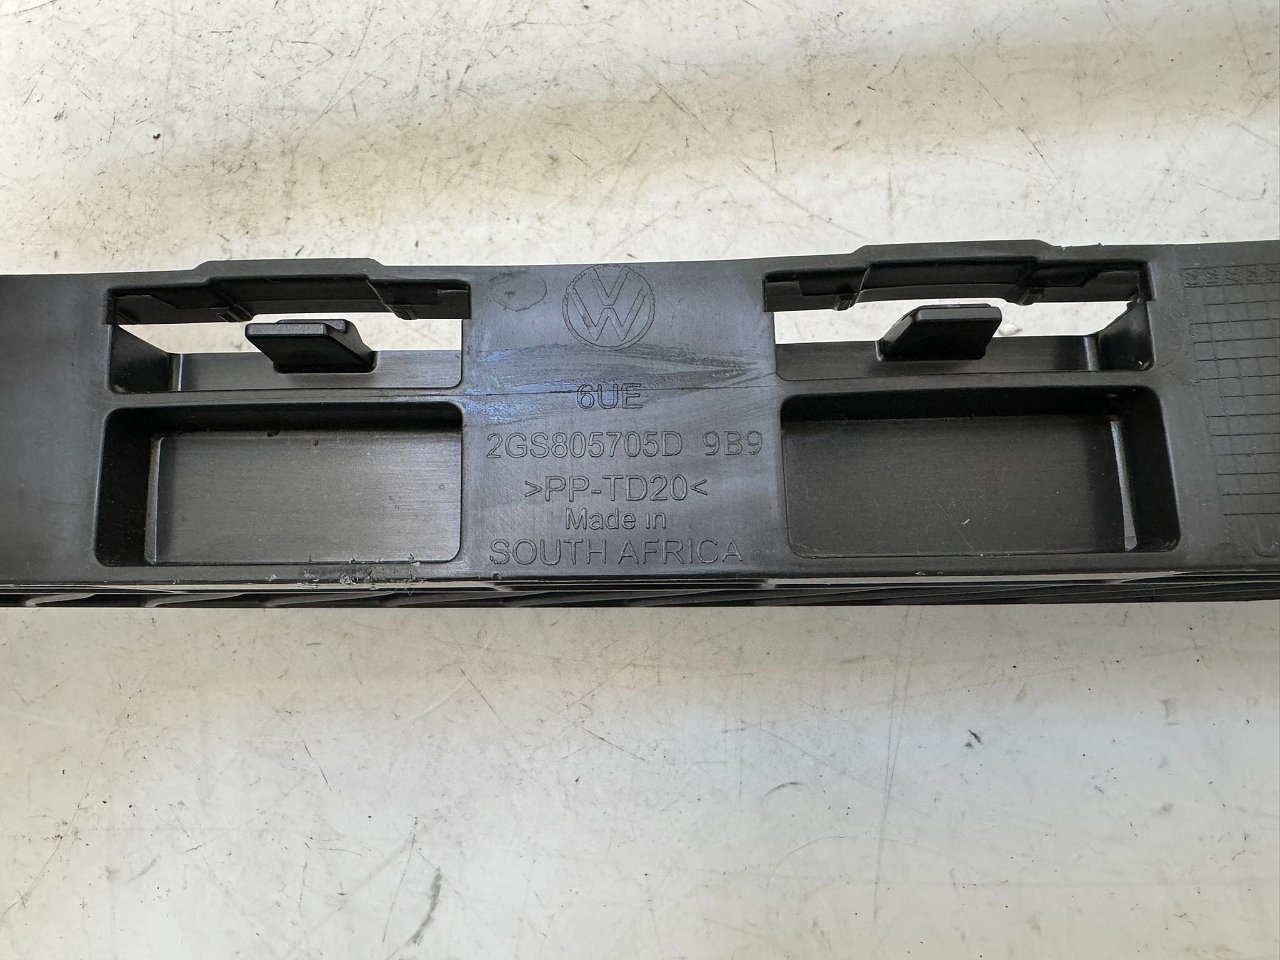 6UE
2GS805705D 9B9
>PP-TD20<
Made in
SOUTH AFRICA